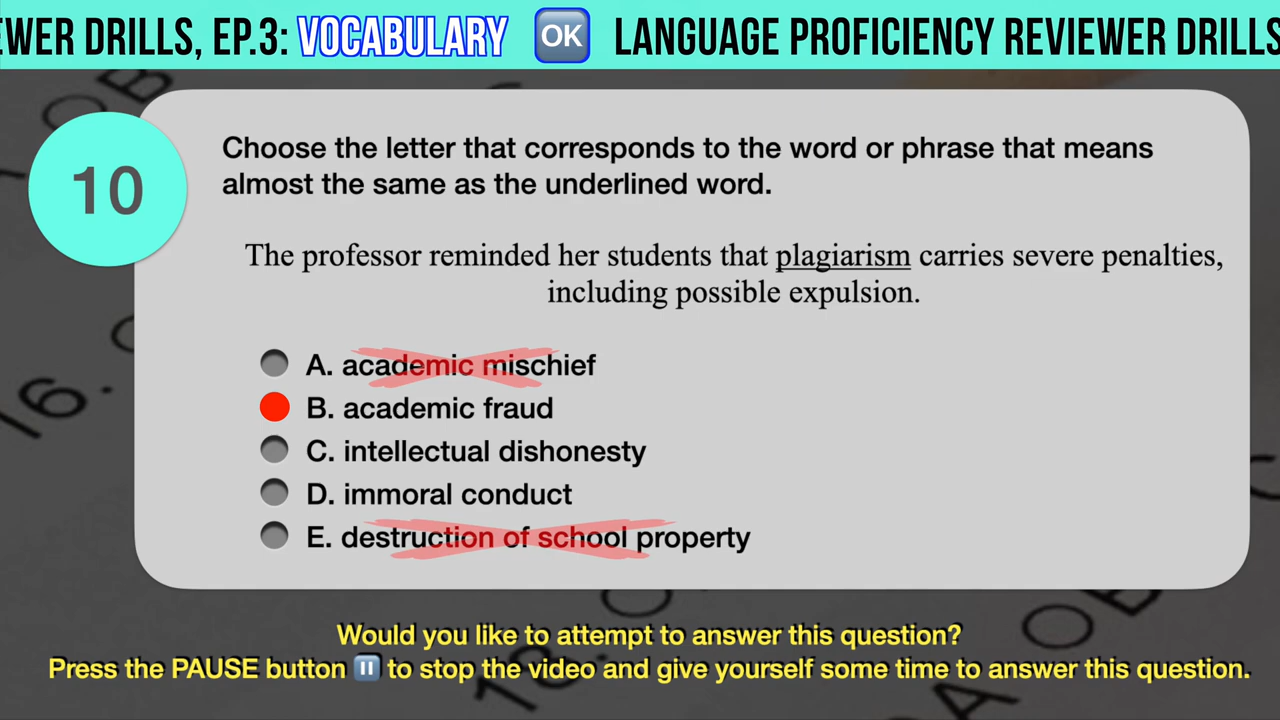 EWER DRILLS, EP.3: VOCABULARY 🆗 LANGUAGE PROFICIENCY REVIEWER DRILLS
10
Choose the letter that corresponds to the word or phrase that means
almost the same as the underlined word.
The professor reminded her students that plagiarism carries severe penalties,
including possible expulsion.
A. academic mischief
B. academic fraud
C. intellectual dishonesty
D. immoral conduct
E. destruction of school property
16.
18.
Would you like to attempt to answer this question?
Press the PAUSE button ⏸ to stop the video and give yourself some time to answer this question.